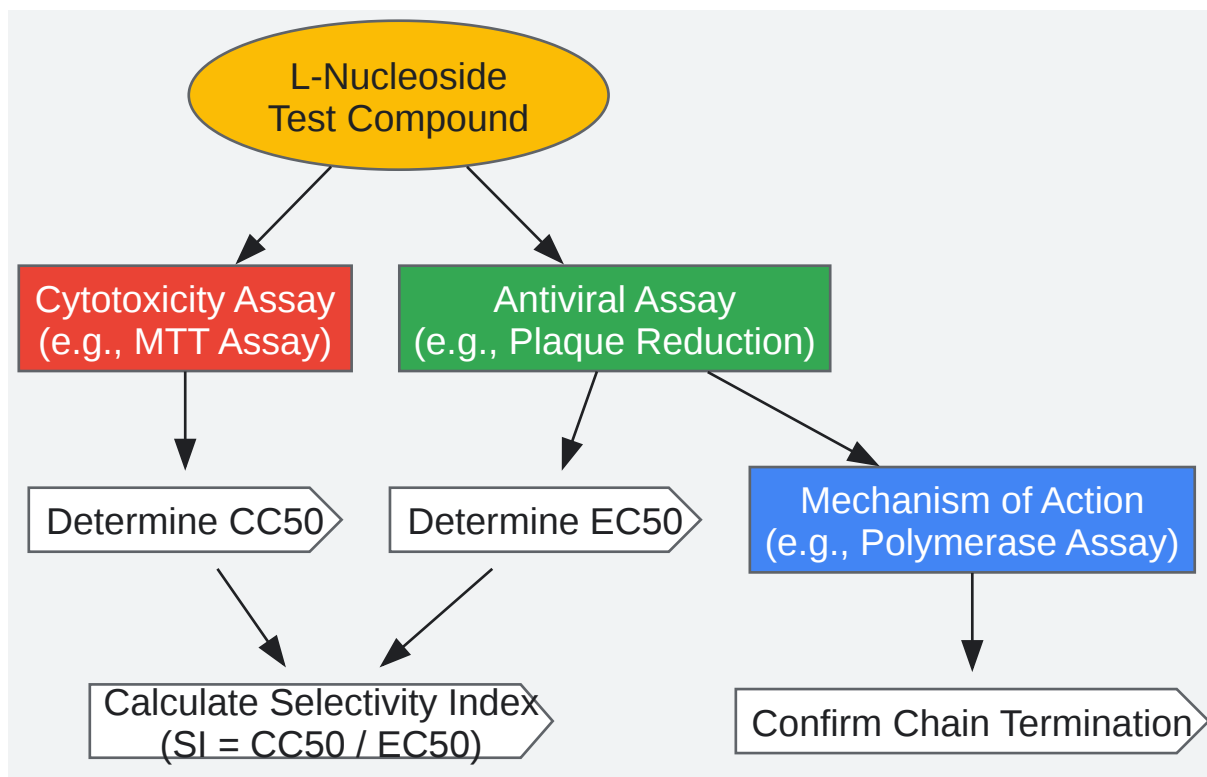 L-Nucleoside
Test Compound
Cytotoxicity Assay
(e.g., MTT Assay)
Antiviral Assay
(e.g., Plaque Reduction)
Determine CC50
Determine EC50
Mechanism of Action
(e.g., Polymerase Assay)
Calculate Selectivity Index
(SI = CC50 / EC50)
Confirm Chain Termination